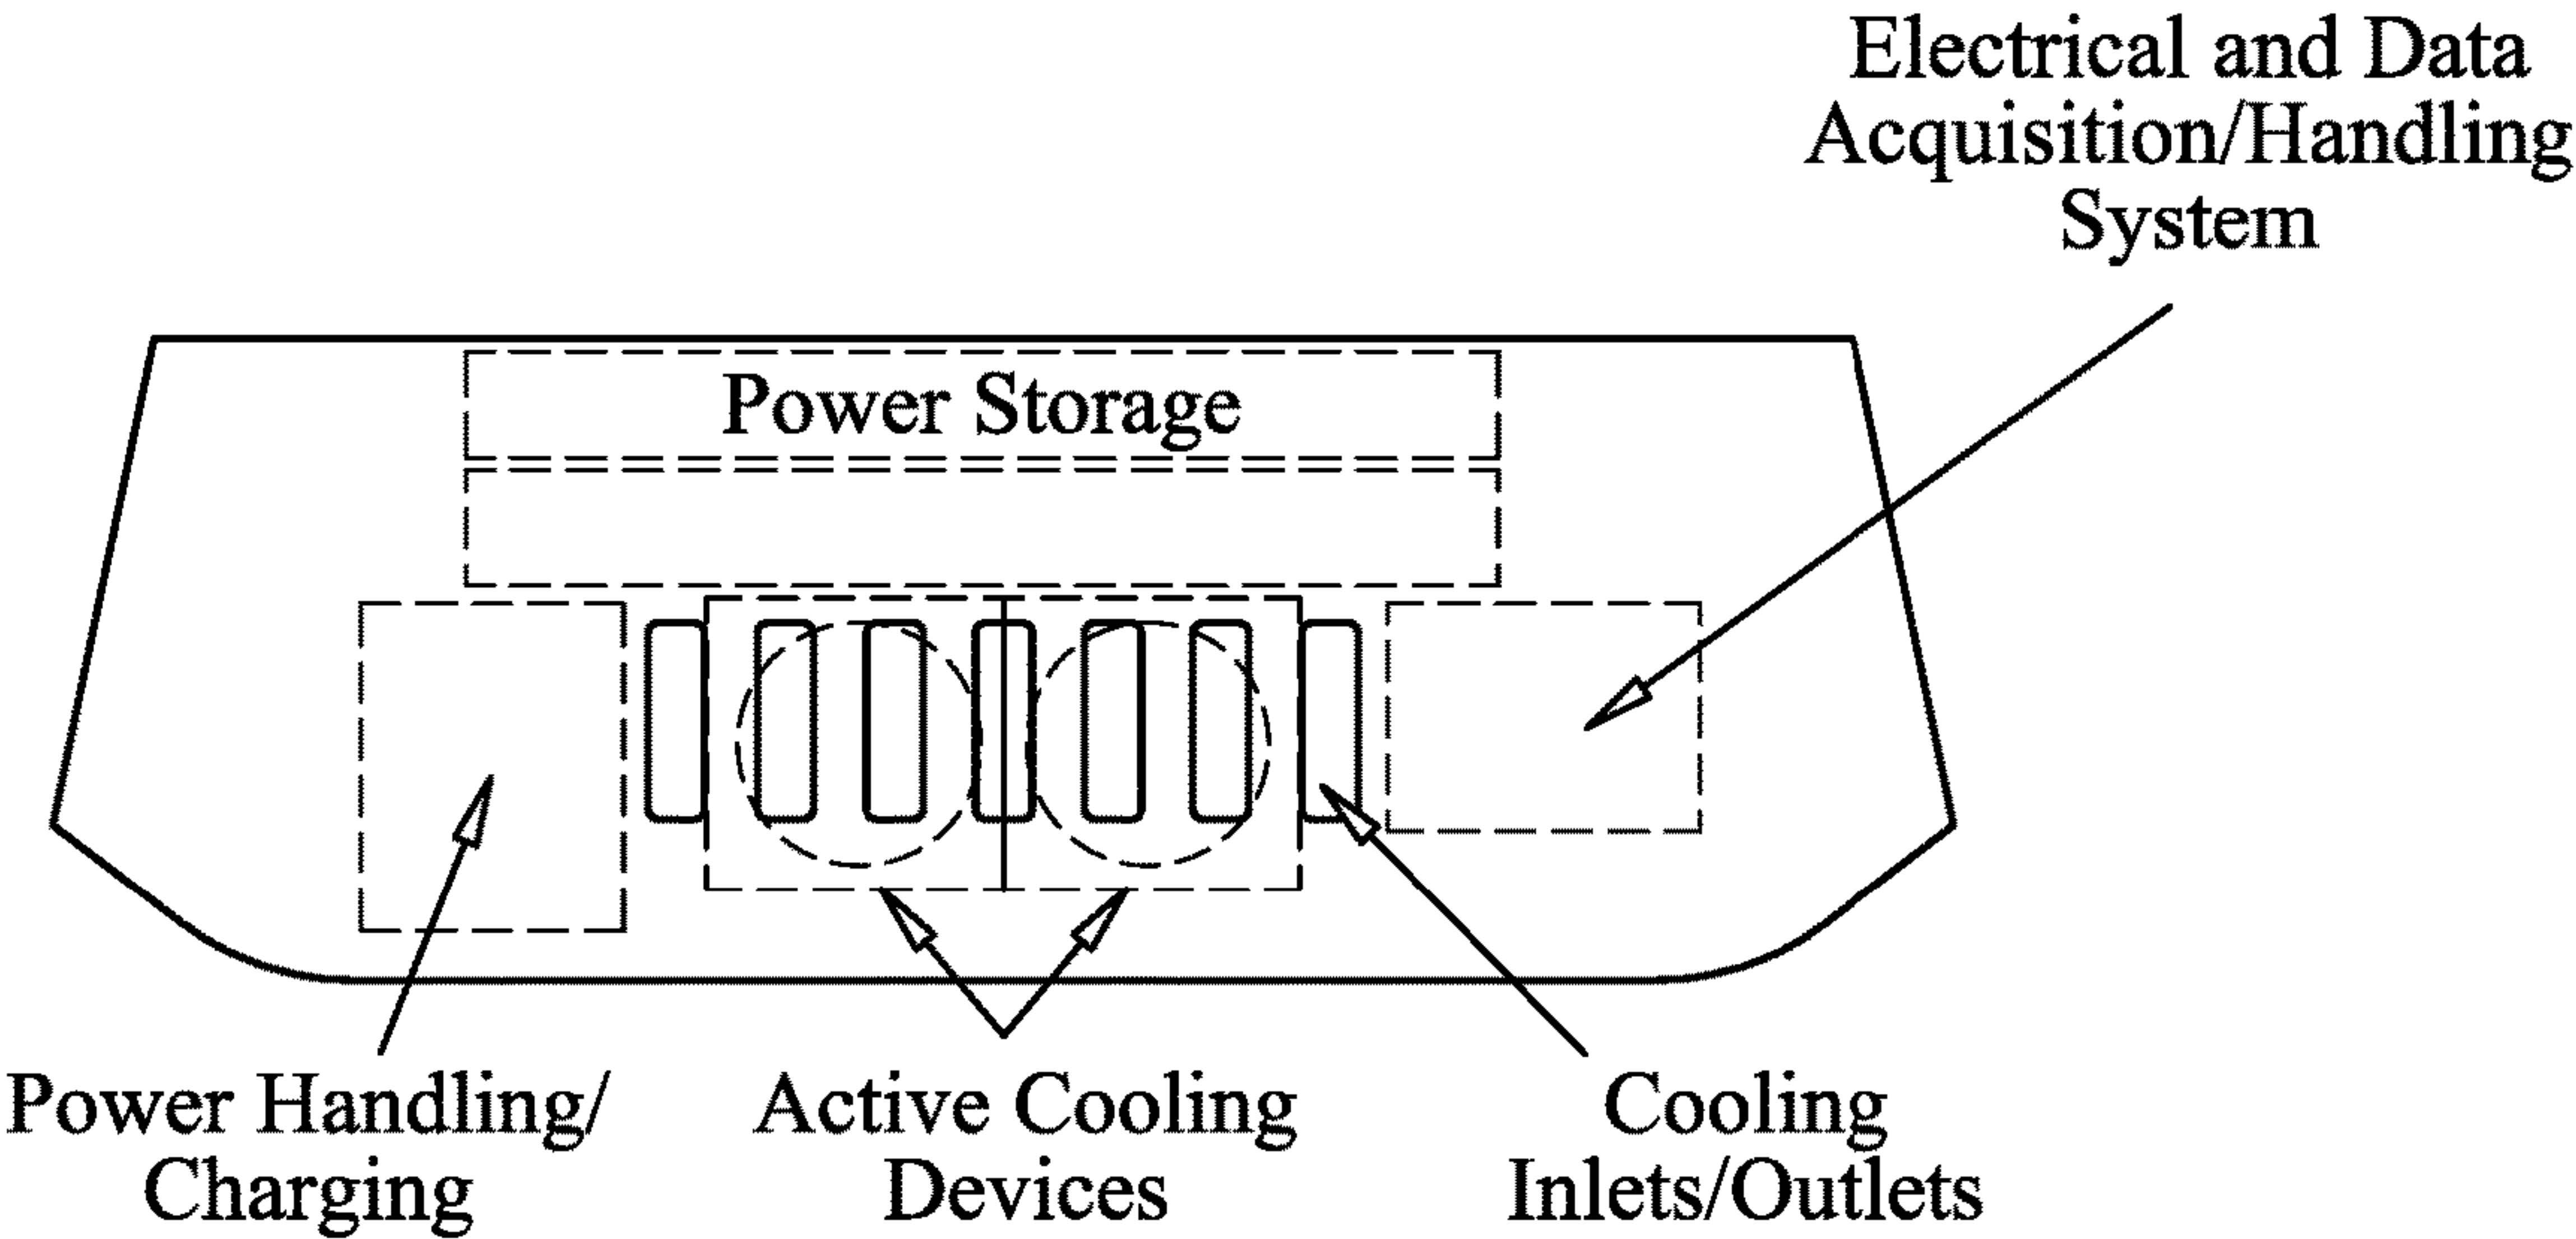 Electrical and Data
Acquisition/Handling
System
Power Storage
Power Handling/
Charging
Active Cooling
Devices
Cooling
Inlets/Outlets